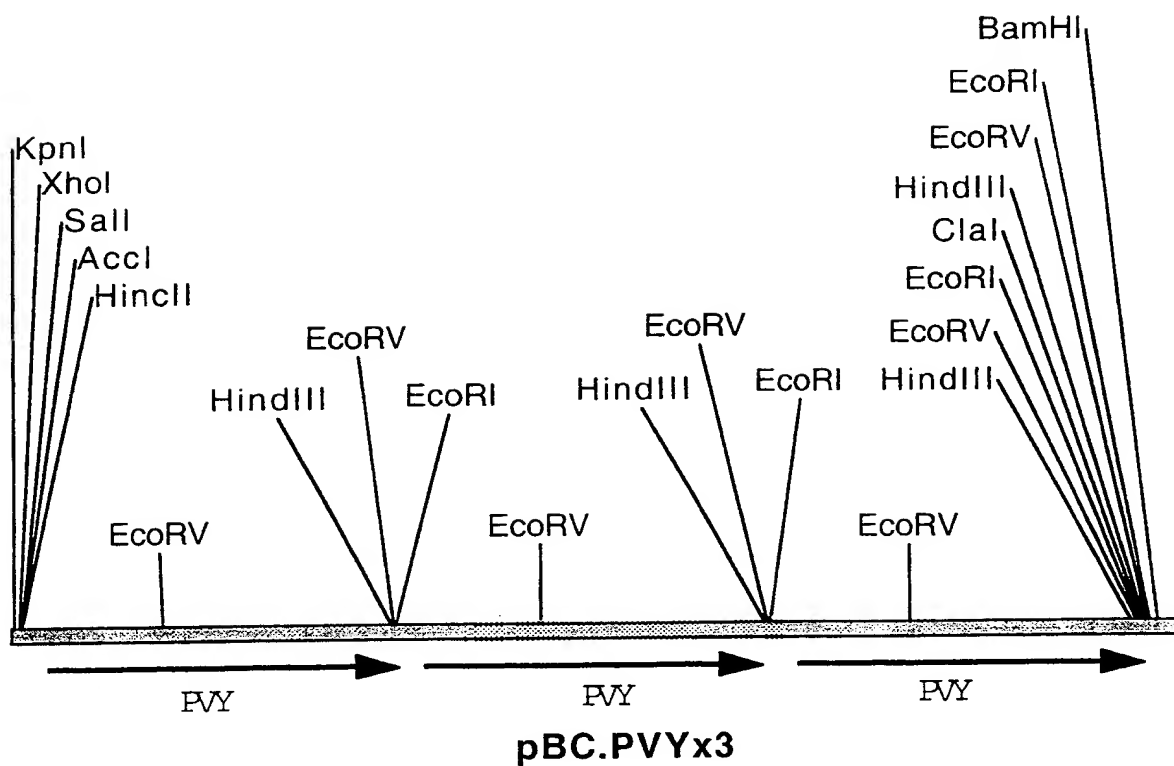 BamHI
EcoRI
EcoRV
HindIII
ClaI
EcoRI
EcoRV
HindIII
KpnI
XhoI
SalI
AccI
HincII
EcoRV
HindIII
EcoRI
EcoRV
HindIII
EcoRI
EcoRV
EcoRV
EcoRV
PVY
PVY
PVY
pBC.PVYx3